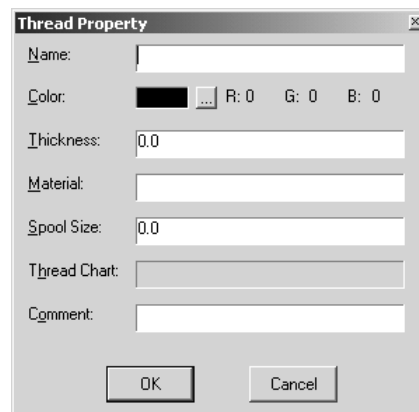 Thread Property
Name:
Color: ... R: 0 G: 0 B: 0
Thickness: 0.0
Material:
Spool Size: 0.0
Thread Chart:
Comment:
OK Cancel